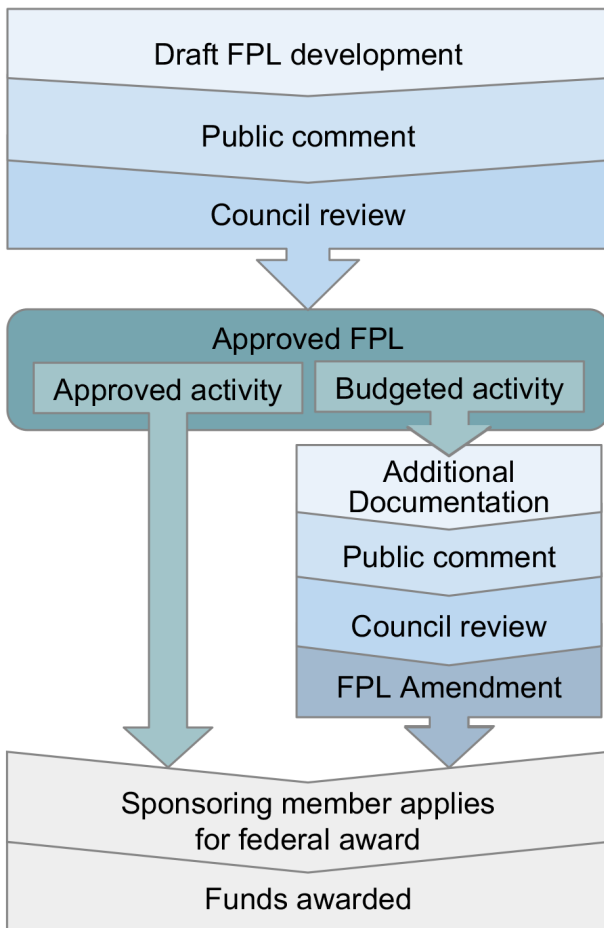 Draft FPL development
Public comment
Council review
Approved FPL
Approved activity
Budgeted activity
Additional
Documentation
Public comment
Council review
FPL Amendment
Sponsoring member applies
for federal award
Funds awarded